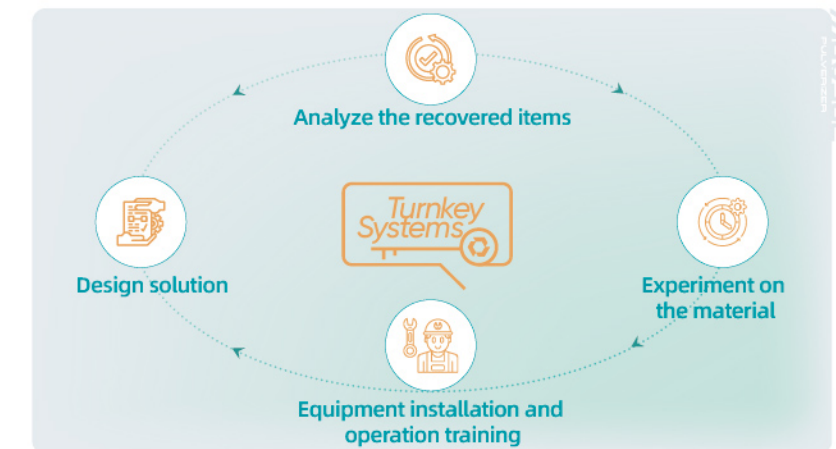 Analyze the recovered items
Turnkey
Systems
Design solution
Experiment on
the material
Equipment installation and
operation training